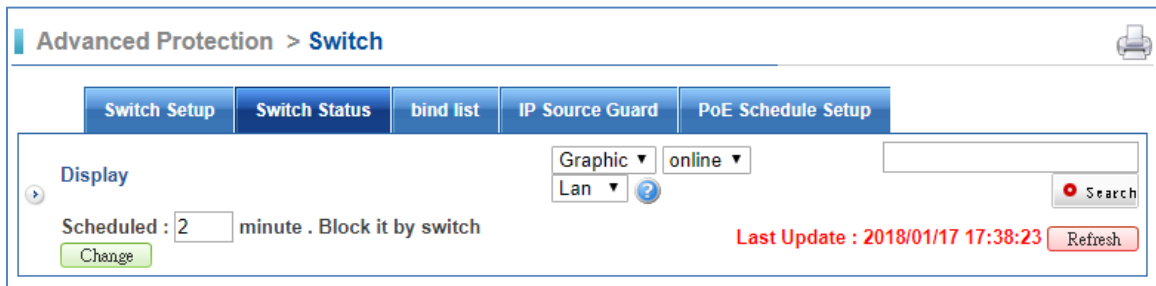 Advanced Protection > Switch
Switch Setup Switch Status bind list IP Source Guard PoE Schedule Setup
Display Graphic online
Lan Search
Scheduled : 2 minute . Block it by switch
Change Last Update : 2018/01/17 17:38:23 Refresh